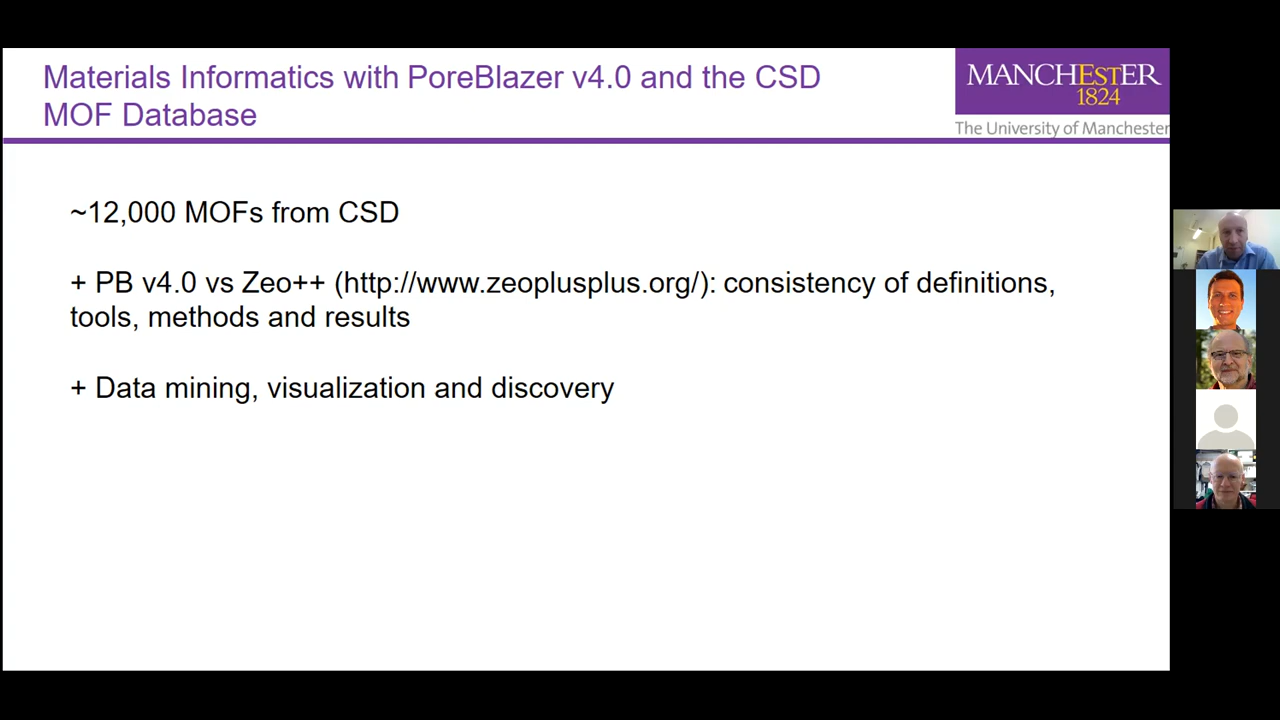 Materials Informatics with PoreBlazer v4.0 and the CSD
MOF Database
MANCHEstER
1824
The University of Manchester
~12,000 MOFs from CSD
+ PB v4.0 vs Zeo++ (http://www.zeoplusplus.org/): consistency of definitions,
tools, methods and results
+ Data mining, visualization and discovery